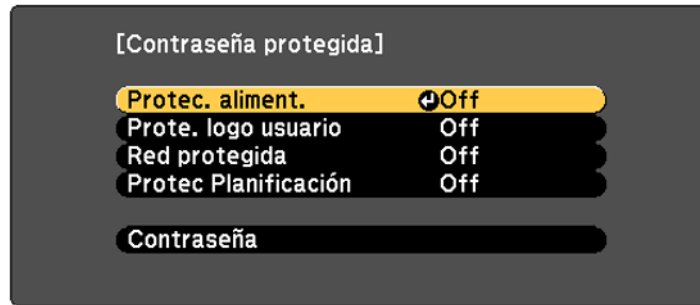 [Contraseña protegida]
Protec. aliment. Off
Prote. logo usuario Off
Red protegida Off
Protec Planificación Off
Contraseña